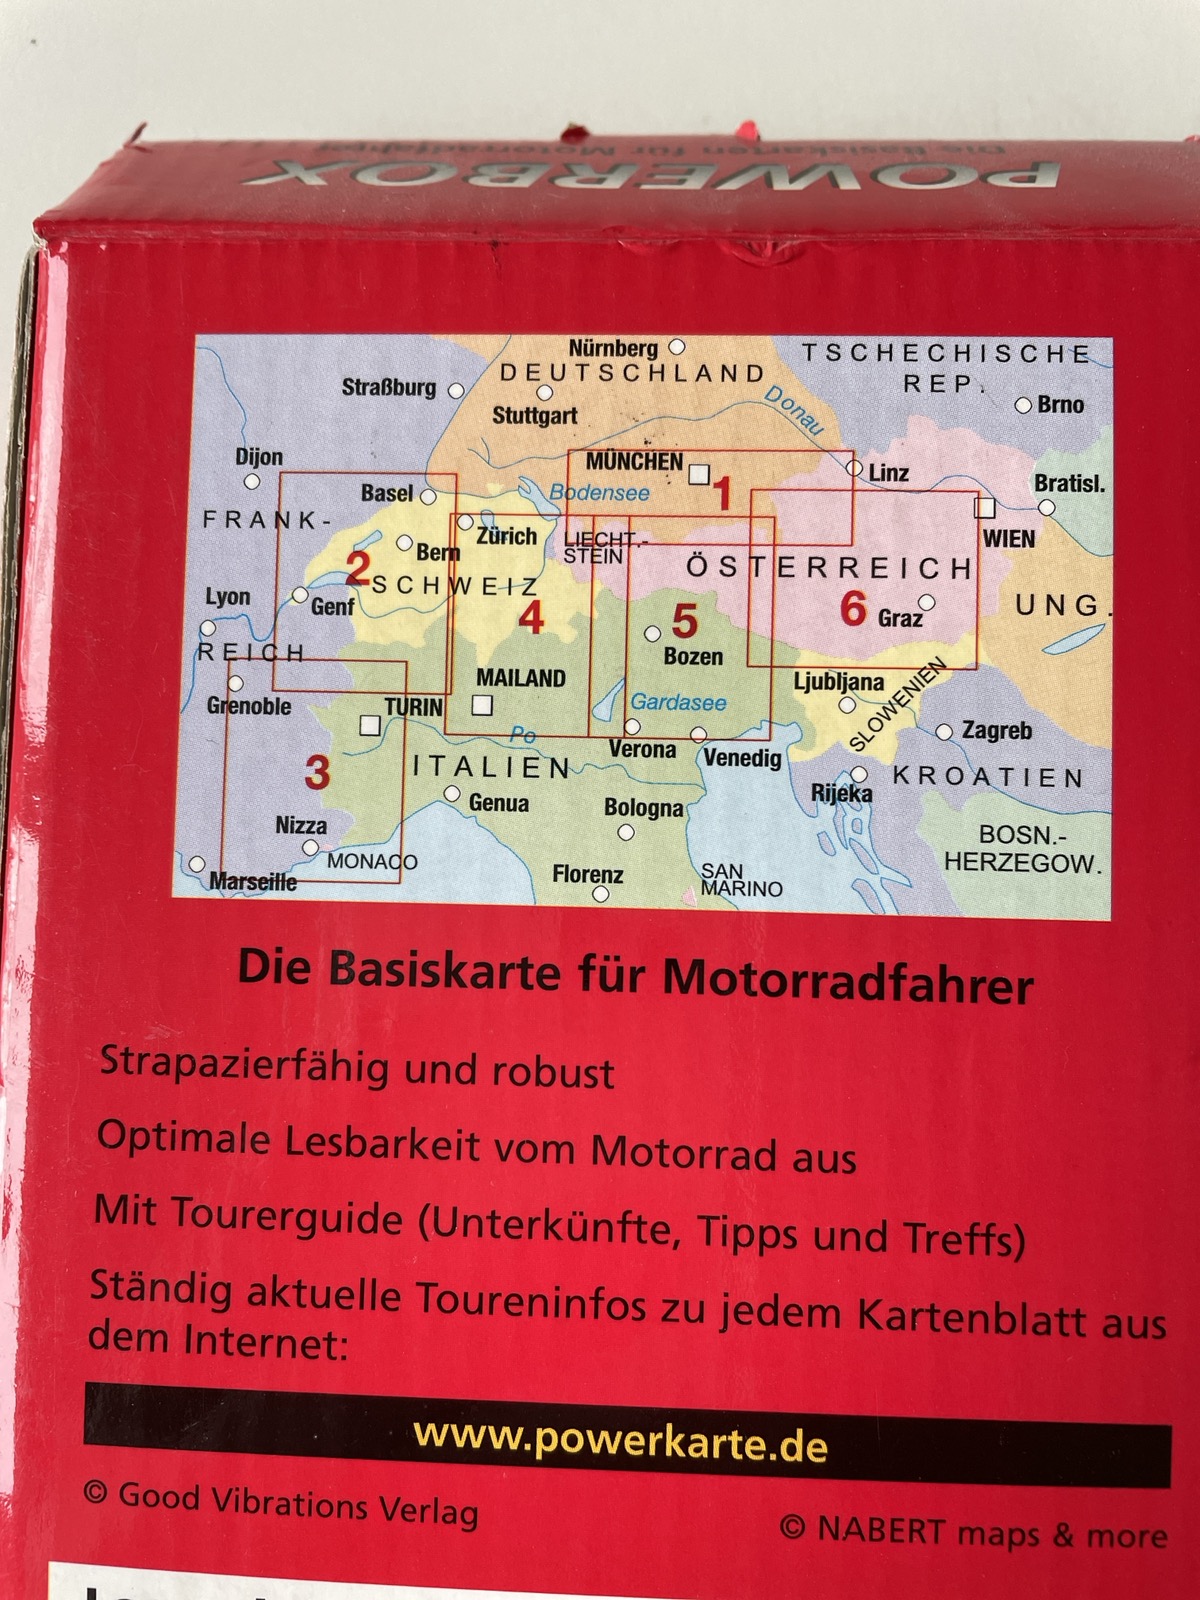 POWERBOX
Die Basiskarten für Motorradfahrer
Nürnberg
TSCHECHISCHE
REP.
DEUTSCHLAND
Straßburg
Stuttgart
Donau
Brno
Dijon
MÜNCHEN
Linz
Bratisl.
Basel
Bodensee
1
FRANK-
Zürich
WIEN
Bern
LIECHT.-
STEIN
2
SCHWEIZ
ÖSTERREICH
Lyon
Genf
4
5
6
Graz
UNG.
REICH
Bozen
Grenoble
MAILAND
Ljubljana
TURIN
Gardasee
SLOWENIEN
Po
Verona
Venedig
Zagreb
3
ITALIEN
KROATIEN
Genua
Bologna
Rijeka
Nizza
MONACO
BOSN.-
HERZEGOW.
Marseille
Florenz
SAN
MARINO
Die Basiskarte für Motorradfahrer
Strapazierfähig und robust
Optimale Lesbarkeit vom Motorrad aus
Mit Tourerguide (Unterkünfte, Tipps und Treffs)
Ständig aktuelle Toureninfos zu jedem Kartenblatt aus
dem Internet:
www.powerkarte.de
© Good Vibrations Verlag
© NABERT maps & more